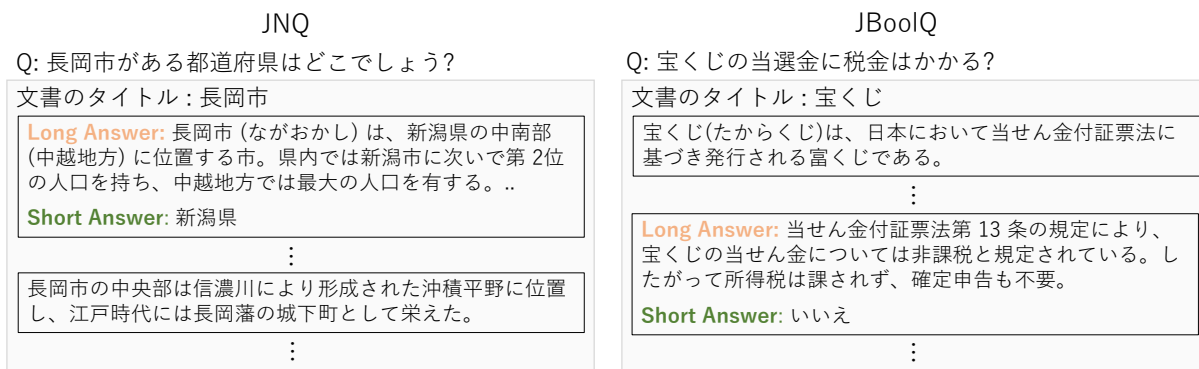 JNQ
Q: 長岡市がある都道府県はどこでしょう?
文書のタイトル : 長岡市
Long Answer: 長岡市 (ながおかし) は、新潟県の中南部
(中越地方) に位置する市。県内では新潟市に次いで第 2位
の人口を持ち、中越地方では最大の人口を有する。..
Short Answer: 新潟県
⋮
長岡市の中央部は信濃川により形成された沖積平野に位置
し、江戸時代には長岡藩の城下町として栄えた。
⋮
JBoolQ
Q: 宝くじの当選金に税金はかかる?
文書のタイトル : 宝くじ
宝くじ(たからくじ)は、日本において当せん金付証票法に
基づき発行される富くじである。
⋮
Long Answer: 当せん金付証票法第 13 条の規定により、
宝くじの当せん金については非課税と規定されている。し
たがって所得税は課されず、確定申告も不要。
Short Answer: いいえ
⋮